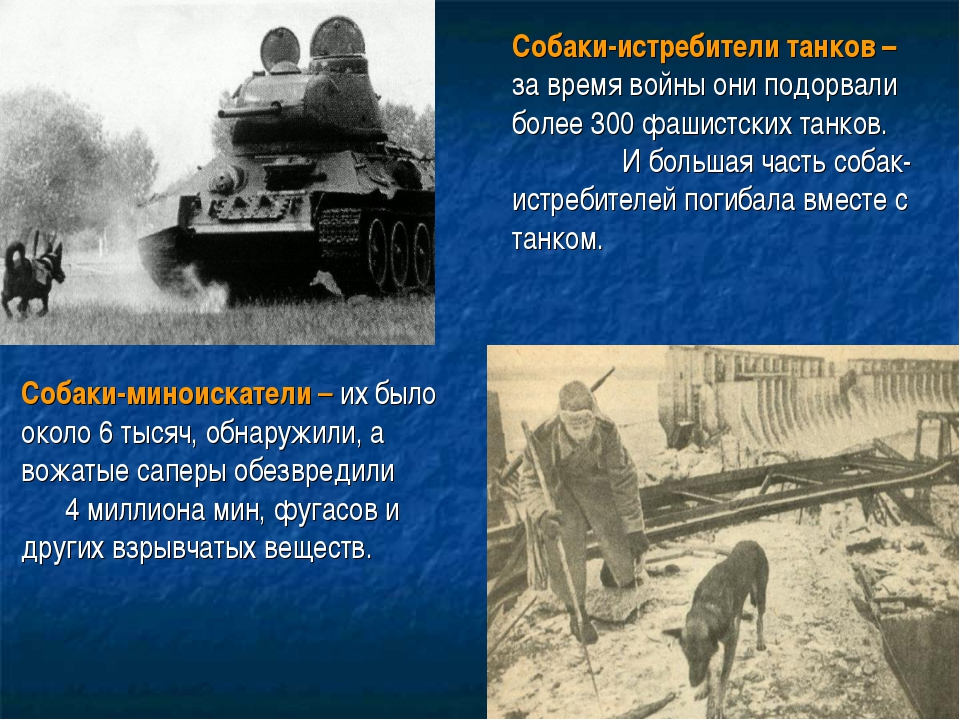 Собаки-истребители танков –
за время войны они подорвали
более 300 фашистских танков.
И большая часть собак-
истребителей погибала вместе с
танком.
Собаки-миноискатели – их было
около 6 тысяч, обнаружили, а
вожатые саперы обезвредили
4 миллиона мин, фугасов и
других взрывчатых веществ.